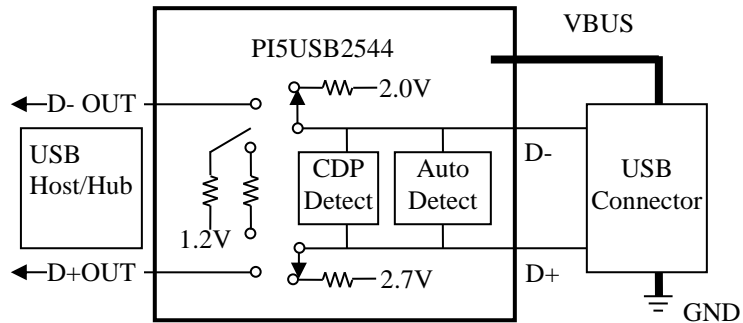 VBUS
PI5USB2544
2.0V
D- OUT
D-
USB
Host/Hub
CDP
Detect
Auto
Detect
USB
Connector
1.2V
D+OUT
2.7V
D+
GND